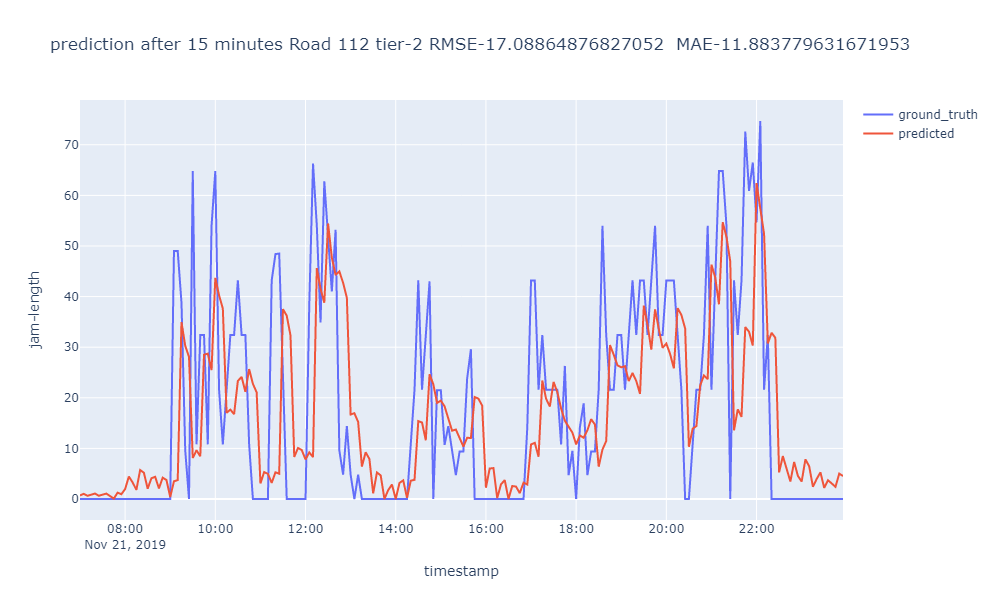 prediction after 15 minutes Road 112 tier-2 RMSE-17.08864876827052  MAE-11.883779631671953
ground_truth
predicted
jam-length
70
60
50
40
30
20
10
0
08:00 10:00 12:00 14:00 16:00 18:00 20:00 22:00
Nov 21, 2019
timestamp